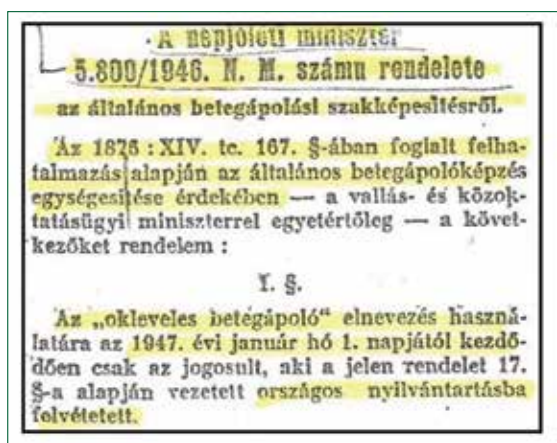 A népjóléti miniszter
5.800/1946. N. M. számu rendelete
az általános betegápolási szakképesitésről.
Az 1876 : XIV. tc. 167. §-ában foglalt felha-
talmazás alapján az általános betegápolóképzés
egységesitése érdekében — a vallás- és közok-
tatásügyi miniszterrel egyetértőleg — a követ-
kezőket rendelem :
1. §.
Az „okleveles betegápoló“ elnevezés haszná-
latára az 1947. évi január hó 1. napjától kezdő-
dően csak az jogosult, aki a jelen rendelet 17.
§-a alapján vezetett országos nyilvántartásba
felvétetett.